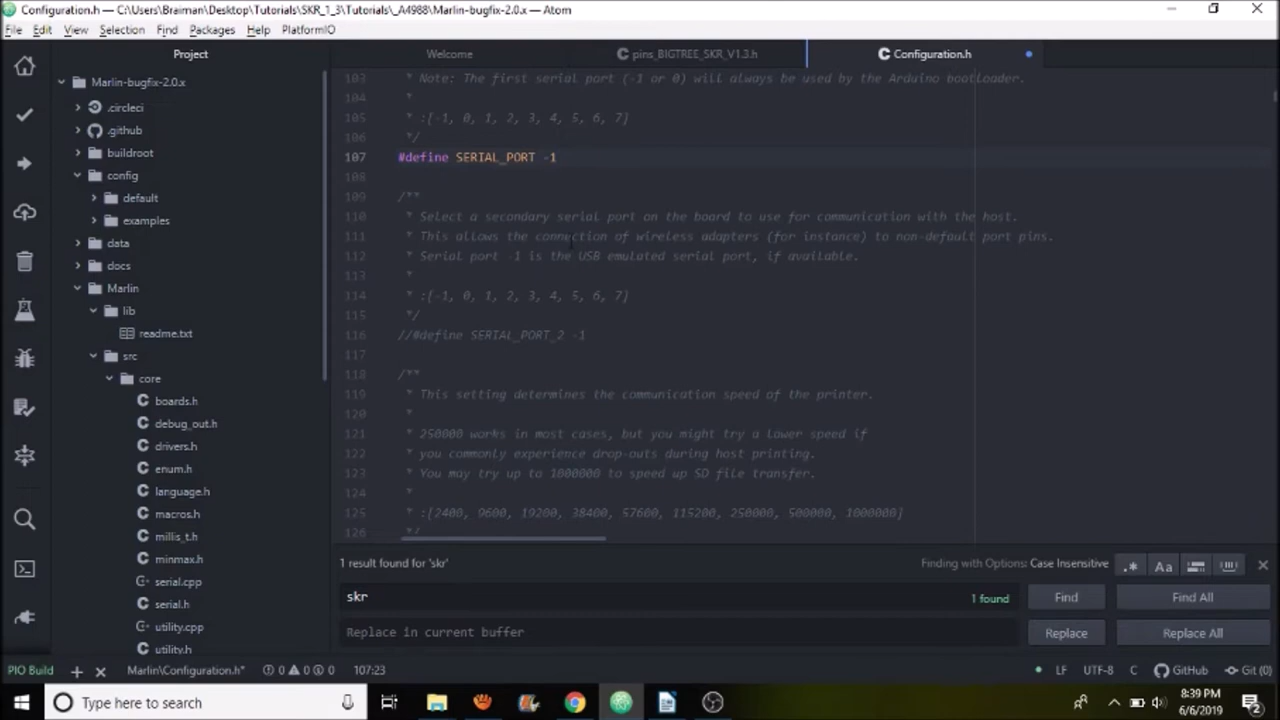 Configuration.h — C:\Users\Braiman\Desktop\Tutorials\SKR_1_3\Tutorials\_A4988\Marlin-bugfix-2.0.x — Atom
File Edit View Selection Find Packages Help PlatformIO
Project
Welcome
pins_BIGTREE_SKR_V1.3.h
Configuration.h
Marlin-bugfix-2.0.x
.circleci
.github
buildroot
config
default
examples
data
docs
Marlin
lib
readme.txt
src
core
boards.h
debug_out.h
drivers.h
enum.h
language.h
macros.h
millis_t.h
minmax.h
serial.cpp
serial.h
utility.cpp
utility.h
103 * Note: The first serial port (-1 or 0) will always be used by the Arduino bootloader.
104 *
105 * :[-1, 0, 1, 2, 3, 4, 5, 6, 7]
106 */
107 #define SERIAL_PORT -1
108
109 /**
110 * Select a secondary serial port on the board to use for communication with the host.
111 * This allows the connection of wireless adapters (for instance) to non-default port pins.
112 * Serial port -1 is the USB emulated serial port, if available.
113 *
114 * :[-1, 0, 1, 2, 3, 4, 5, 6, 7]
115 */
116 //#define SERIAL_PORT_2 -1
117
118 /**
119 * This setting determines the communication speed of the printer.
120 *
121 * 250000 works in most cases, but you might try a lower speed if
122 * you commonly experience drop-outs during host printing.
123 * You may try up to 1000000 to speed up SD file transfer.
124 *
125 * :[2400, 9600, 19200, 38400, 57600, 115200, 250000, 500000, 1000000]
126 */
1 result found for 'skr'
Finding with Options: Case Insensitive
.* Aa
skr
1 found
Find
Find All
Replace in current buffer
Replace
Replace All
PIO Build
Marlin\Configuration.h*
0 0 0
107:23
LF UTF-8 C GitHub Git (0)
Type here to search
8:39 PM
6/6/2019
2